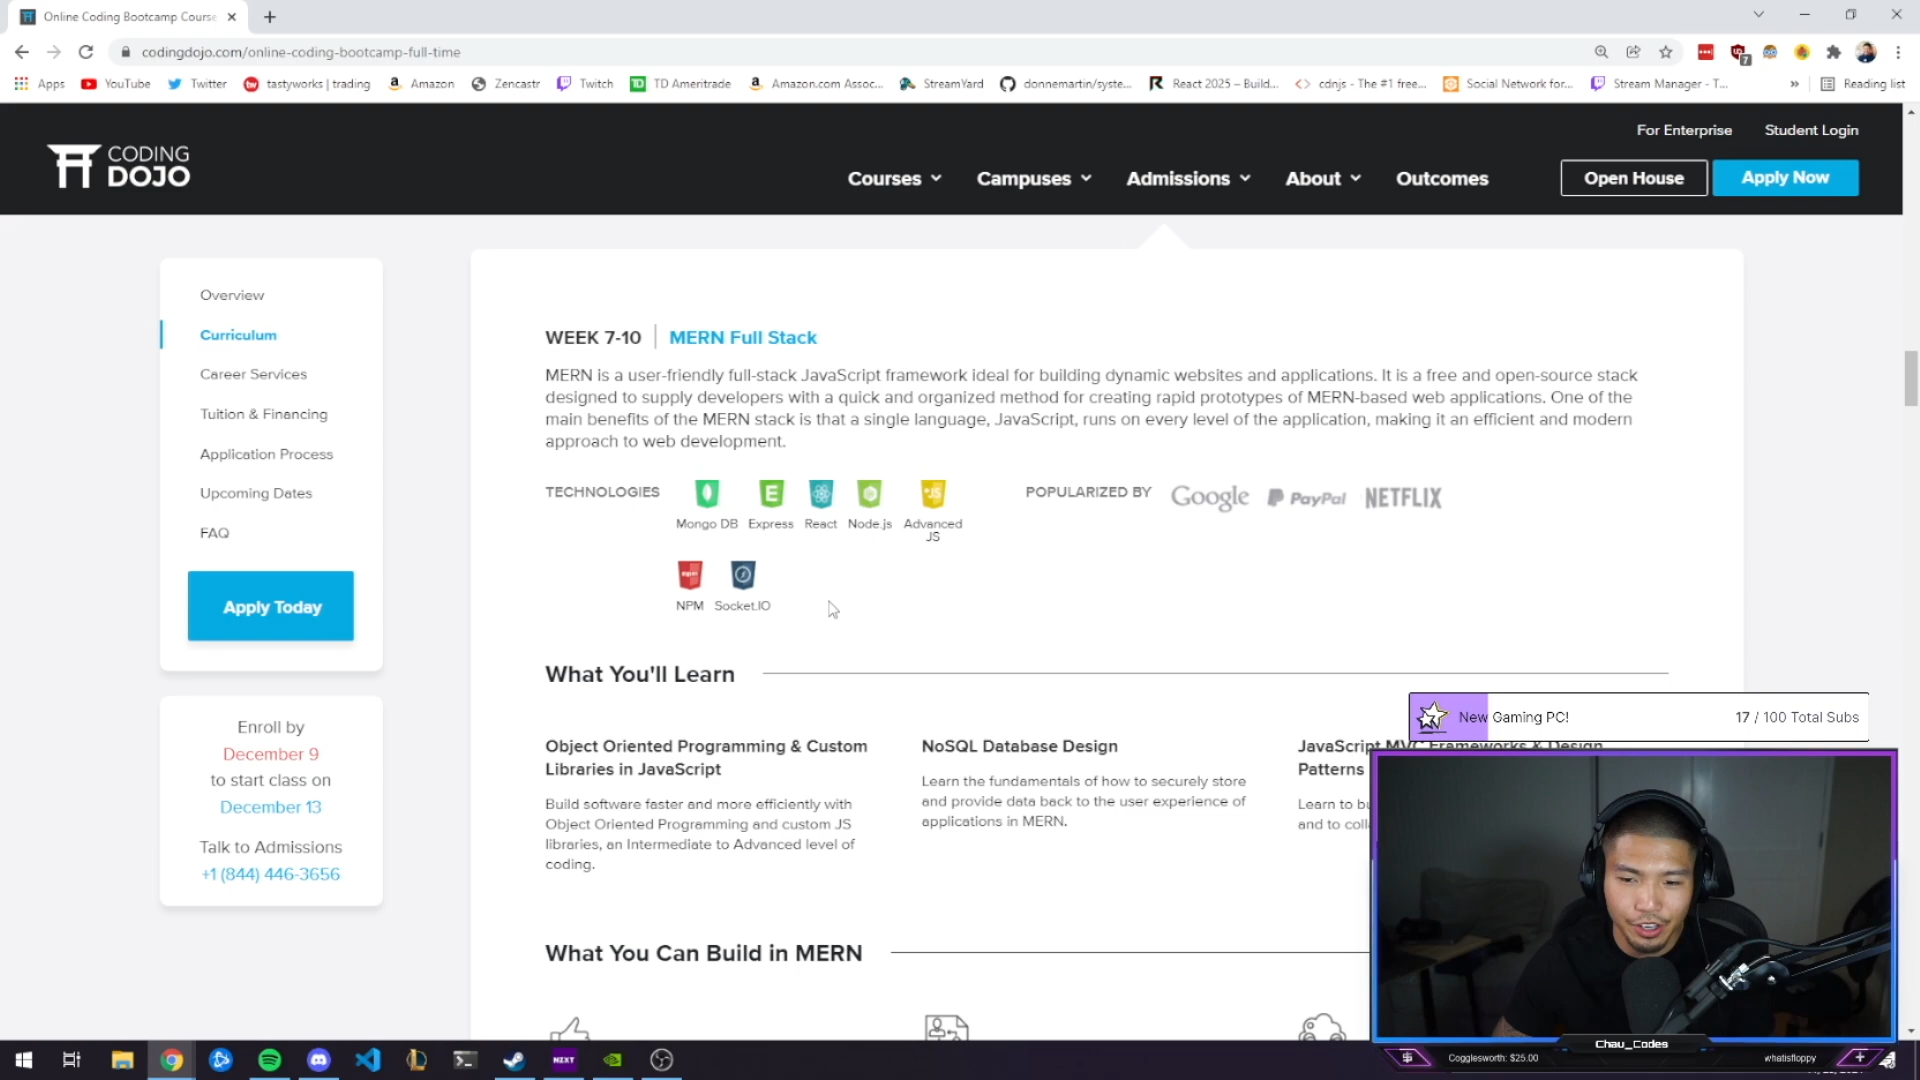 Online Coding Bootcamp Course
codingdojo.com/online-coding-bootcamp-full-time
7
Apps
YouTube
Twitter
tastyworks | trading
Amazon
Zencastr
Twitch
TD Ameritrade
Amazon.com Assoc...
StreamYard
donnemartin/syste...
React 2025 – Build...
cdnjs - The #1 free...
Social Network for...
Stream Manager - T...
»
Reading list
For Enterprise
Student Login
CODING
DOJO
Courses
Campuses
Admissions
About
Outcomes
Open House
Apply Now
Overview
Curriculum
Career Services
Tuition & Financing
Application Process
Upcoming Dates
FAQ
Apply Today
Enroll by
December 9
to start class on
December 13
Talk to Admissions
+1 (844) 446-3656
WEEK 7-10 | MERN Full Stack
MERN is a user-friendly full-stack JavaScript framework ideal for building dynamic websites and applications. It is a free and open-source stack
designed to supply developers with a quick and organized method for creating rapid prototypes of MERN-based web applications. One of the
main benefits of the MERN stack is that a single language, JavaScript, runs on every level of the application, making it an efficient and modern
approach to web development.
TECHNOLOGIES
Mongo DB
Express
React
Node.js
Advanced
JS
NPM
Socket.IO
POPULARIZED BY
Google
PayPal
NETFLIX
What You'll Learn
Object Oriented Programming & Custom
Libraries in JavaScript
Build software faster and more efficiently with
Object Oriented Programming and custom JS
libraries, an Intermediate to Advanced level of
coding.
NoSQL Database Design
Learn the fundamentals of how to securely store
and provide data back to the user experience of
applications in MERN.
JavaScript MVC Frameworks & Design
Patterns
Learn to bu
and to coll
What You Can Build in MERN
New Gaming PC!
17 / 100 Total Subs
Chau_Codes
Cogglesworth: $25.00
whatisfloppy
NZXT